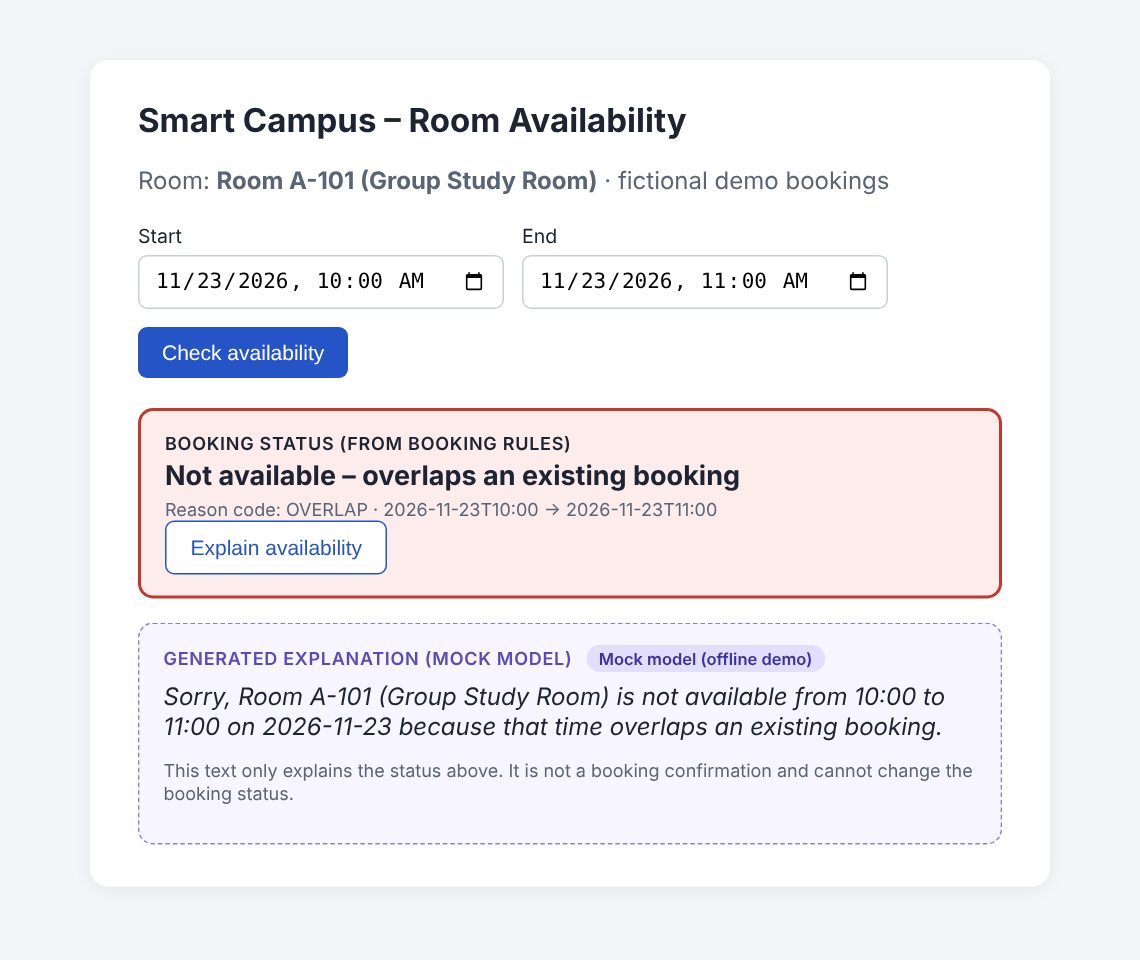 Smart Campus – Room Availability
Room: Room A-101 (Group Study Room) · fictional demo bookings
Start
End
11/23/2026, 10:00 AM
11/23/2026, 11:00 AM
Check availability
BOOKING STATUS (FROM BOOKING RULES)
Not available – overlaps an existing booking
Reason code: OVERLAP · 2026-11-23T10:00 → 2026-11-23T11:00
Explain availability
GENERATED EXPLANATION (MOCK MODEL)
Mock model (offline demo)
Sorry, Room A-101 (Group Study Room) is not available from 10:00 to
11:00 on 2026-11-23 because that time overlaps an existing booking.
This text only explains the status above. It is not a booking confirmation and cannot change the
booking status.